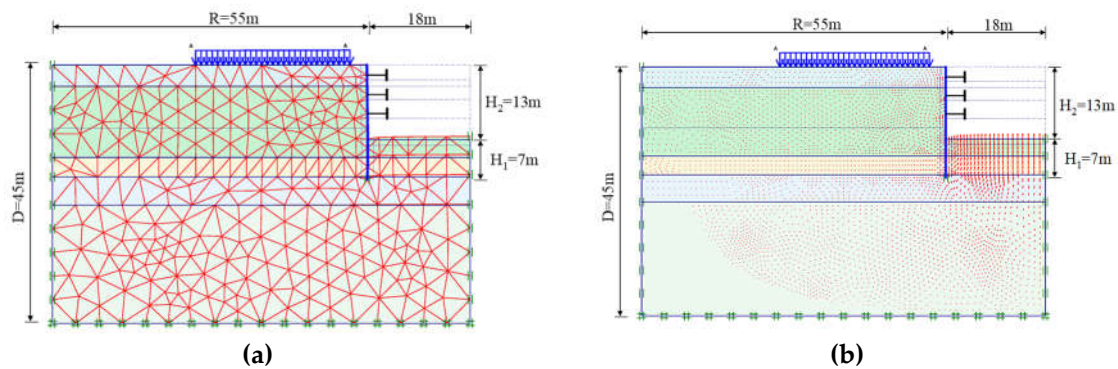 R=55m 18m
A A
D=45m
H₂=13m
H₁=7m
(a)
R=55m 18m
A A
D=45m
H₂=13m
H₁=7m
(b)